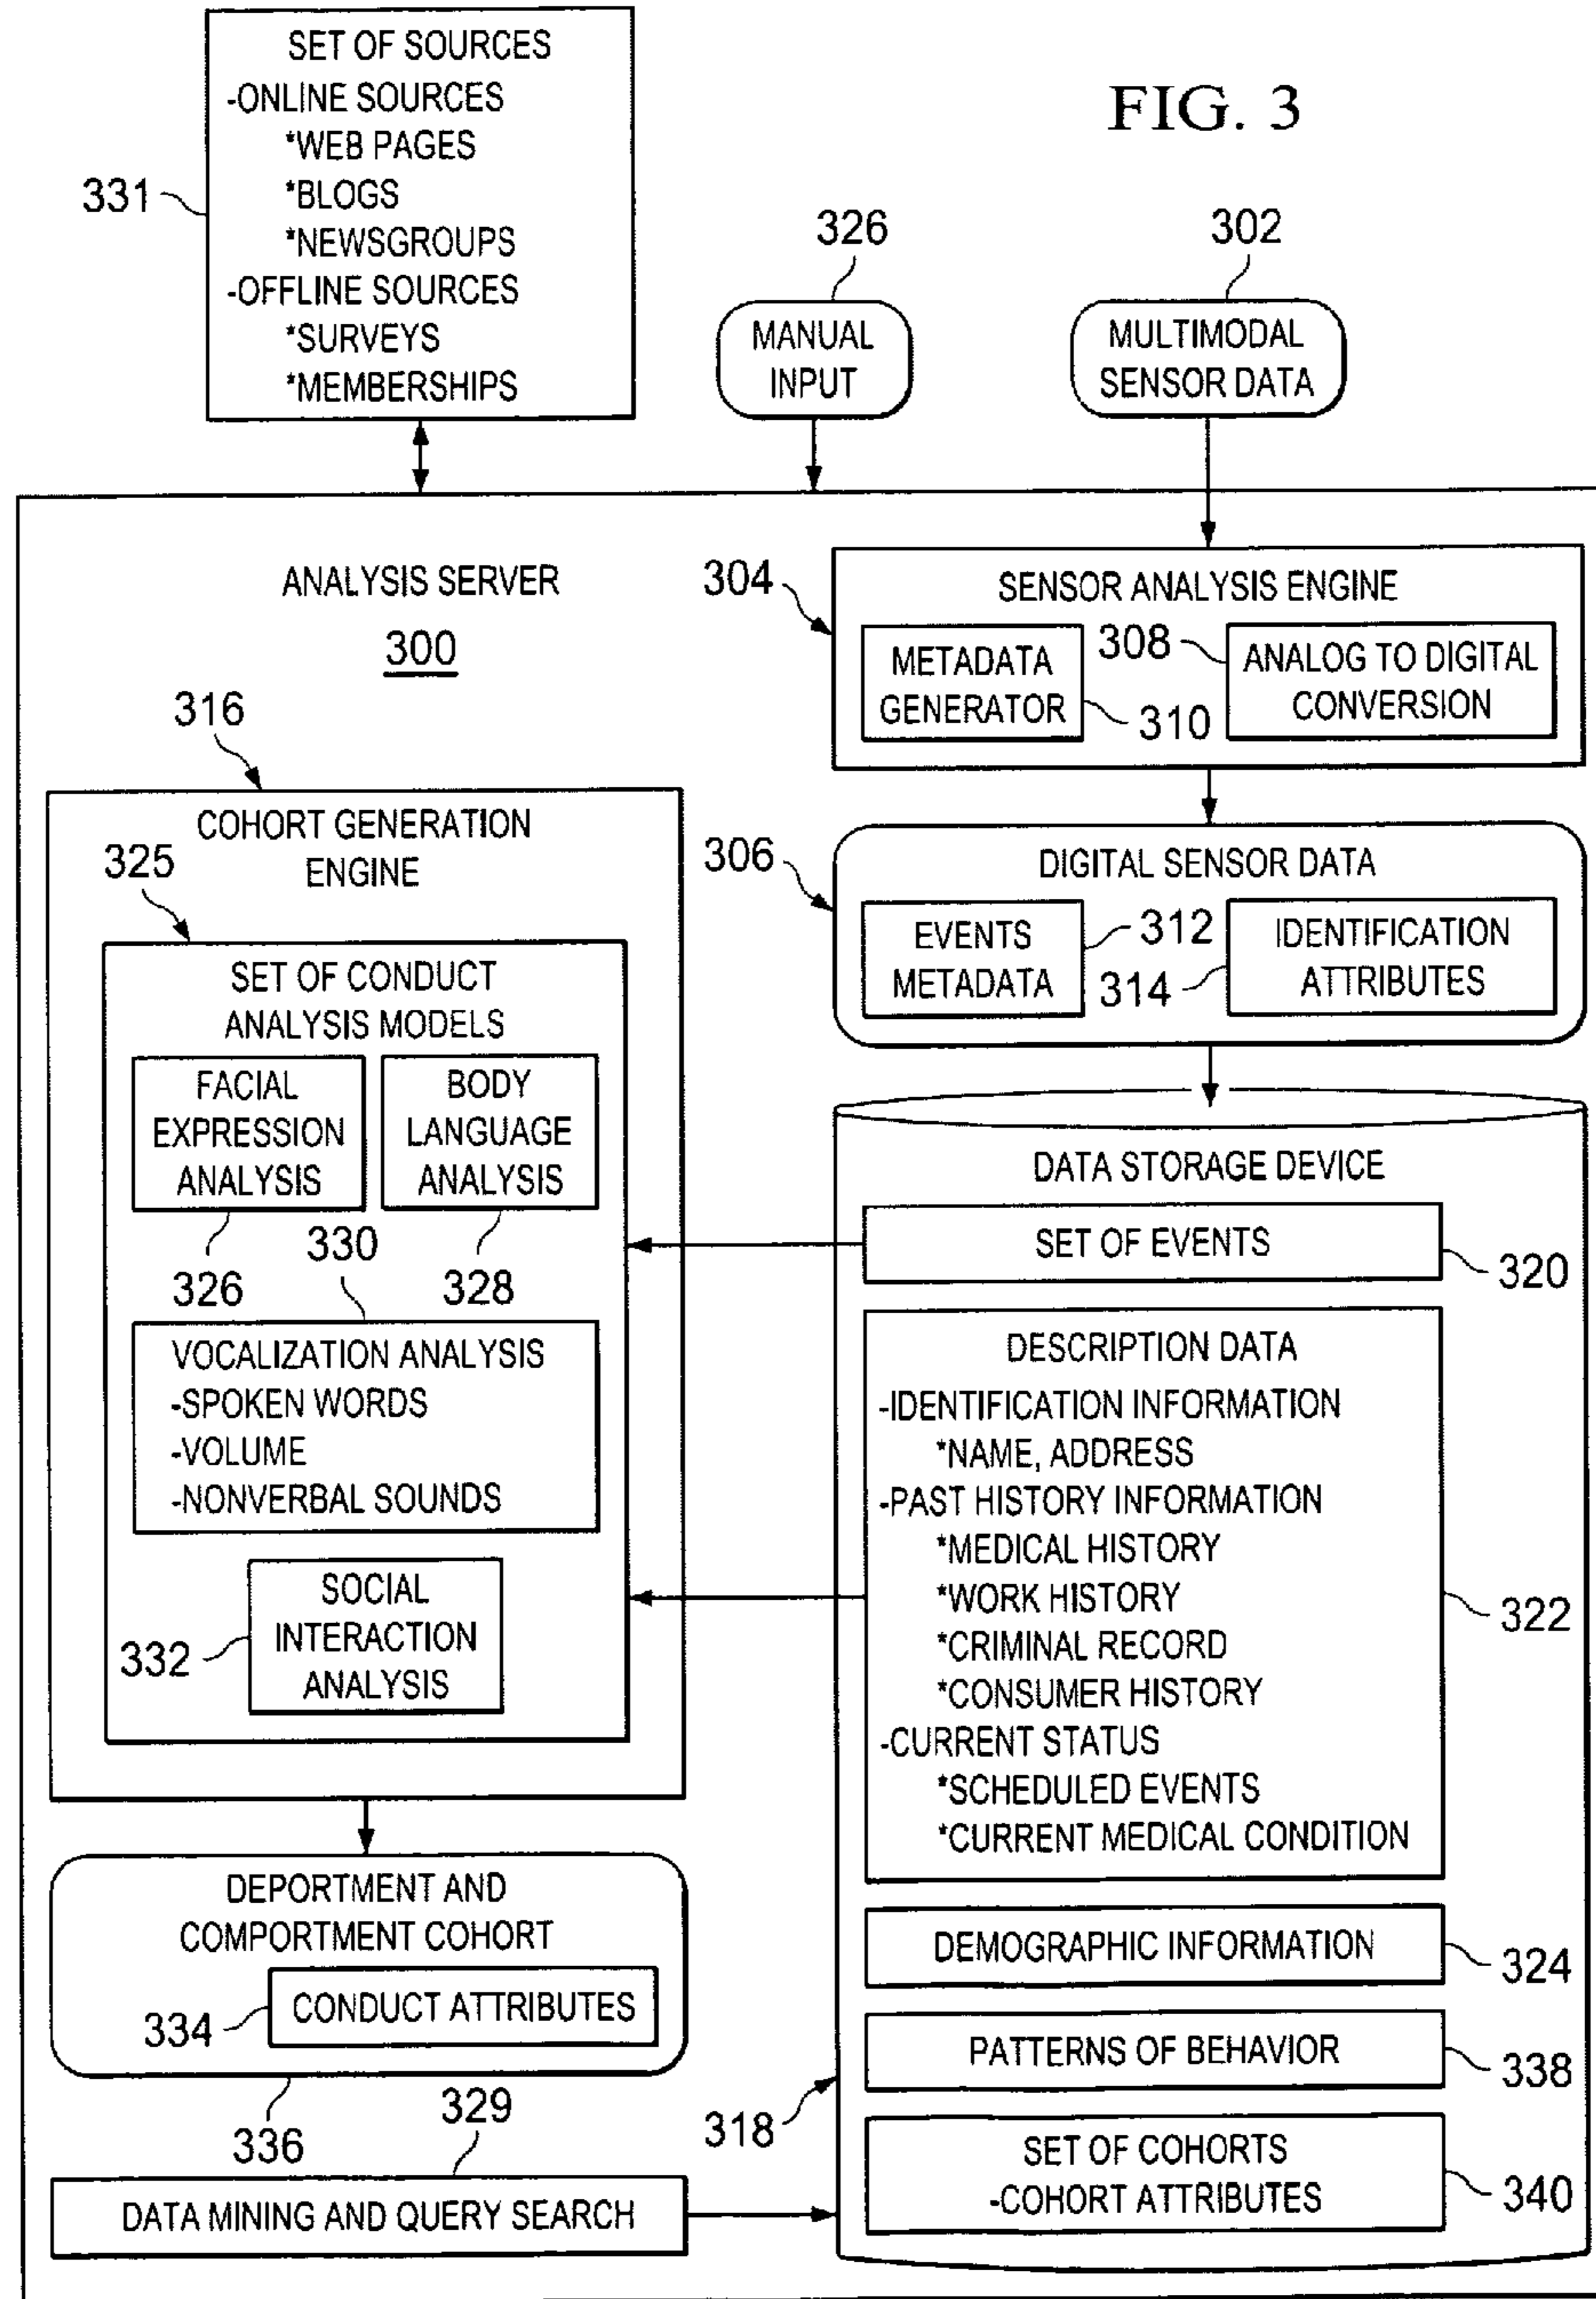 FIG. 3
SET OF SOURCES
-ONLINE SOURCES
*WEB PAGES
*BLOGS
*NEWSGROUPS
-OFFLINE SOURCES
*SURVEYS
*MEMBERSHIPS
331
326
MANUAL
INPUT
302
MULTIMODAL
SENSOR DATA
ANALYSIS SERVER
300
304
SENSOR ANALYSIS ENGINE
METADATA
GENERATOR
310
308
ANALOG TO DIGITAL
CONVERSION
316
COHORT GENERATION
ENGINE
325
SET OF CONDUCT
ANALYSIS MODELS
FACIAL
EXPRESSION
ANALYSIS
326
BODY
LANGUAGE
ANALYSIS
328
330
VOCALIZATION ANALYSIS
-SPOKEN WORDS
-VOLUME
-NONVERBAL SOUNDS
SOCIAL
INTERACTION
ANALYSIS
332
306
DIGITAL SENSOR DATA
EVENTS
METADATA
312
314
IDENTIFICATION
ATTRIBUTES
DATA STORAGE DEVICE
SET OF EVENTS
320
DESCRIPTION DATA
-IDENTIFICATION INFORMATION
*NAME, ADDRESS
-PAST HISTORY INFORMATION
*MEDICAL HISTORY
*WORK HISTORY
*CRIMINAL RECORD
*CONSUMER HISTORY
-CURRENT STATUS
*SCHEDULED EVENTS
*CURRENT MEDICAL CONDITION
322
DEMOGRAPHIC INFORMATION
324
PATTERNS OF BEHAVIOR
338
318
SET OF COHORTS
-COHORT ATTRIBUTES
340
DEPORTMENT AND
COMPORTMENT COHORT
334
CONDUCT ATTRIBUTES
336
329
DATA MINING AND QUERY SEARCH